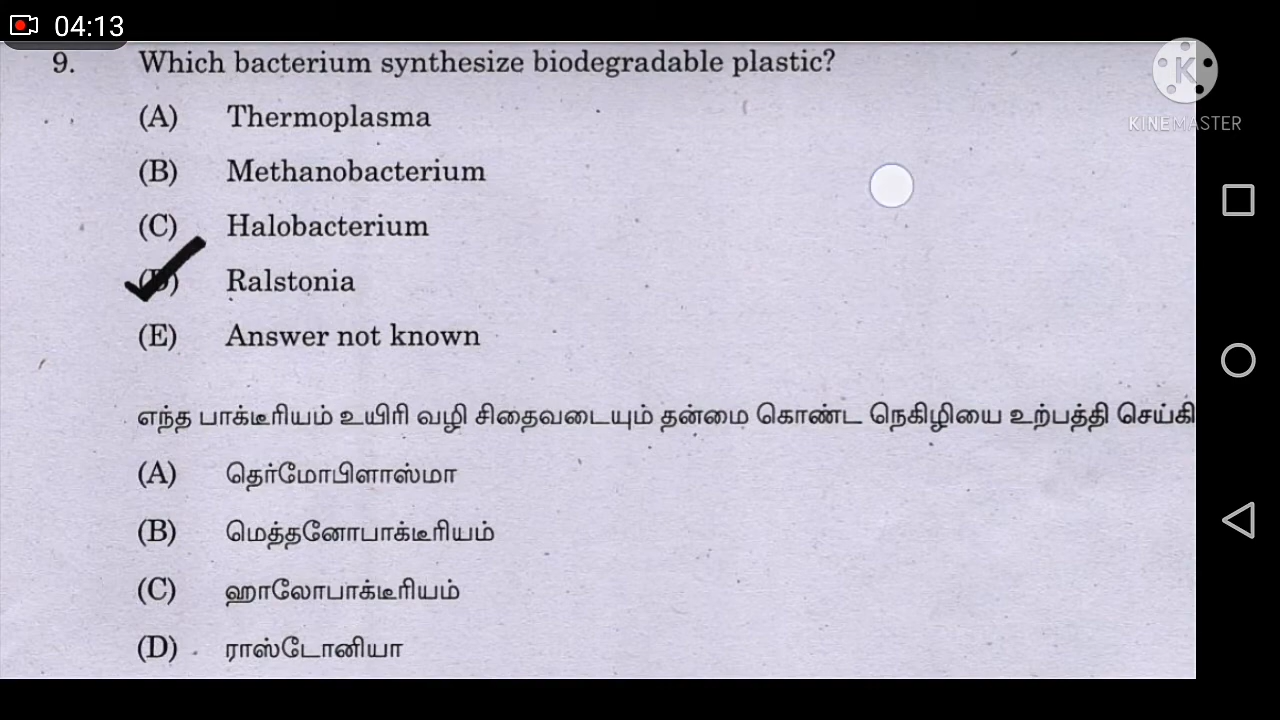 04:13
9. Which bacterium synthesize biodegradable plastic?
K
KINEMASTER
(A) Thermoplasma
(B) Methanobacterium
(C) Halobacterium
(D) Ralstonia
(E) Answer not known
எந்த பாக்டீரியம் உயிரி வழி சிதைவடையும் தன்மை கொண்ட நெகிழியை உற்பத்தி செய்கி
(A) தெர்மோபிளாஸ்மா
(B) மெத்தனோபாக்டீரியம்
(C) ஹாலோபாக்டீரியம்
(D) ராஸ்டோனியா